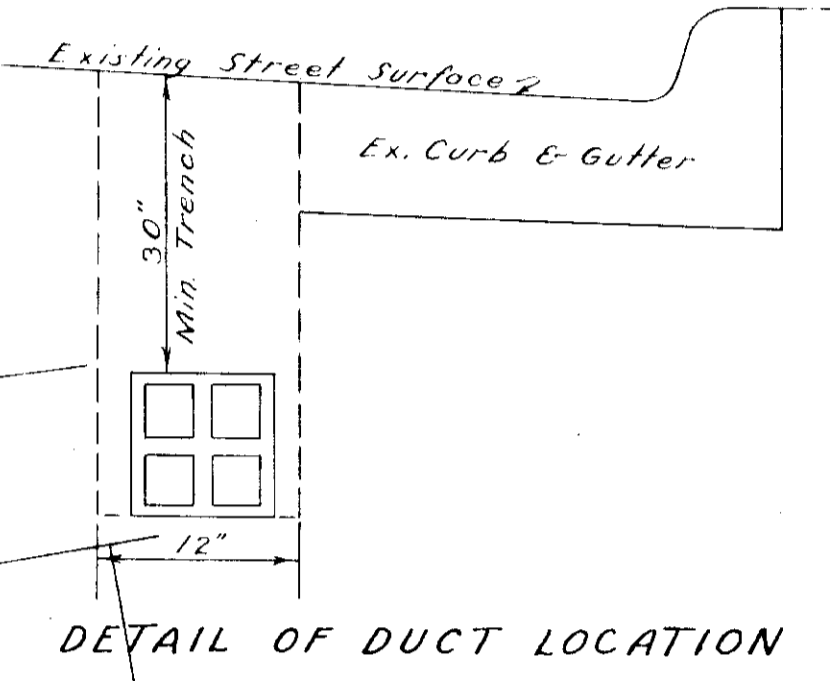 Existing Street Surface
Ex. Curb & Gutter
30"
Min. Trench
12"
DETAIL OF DUCT LOCATION